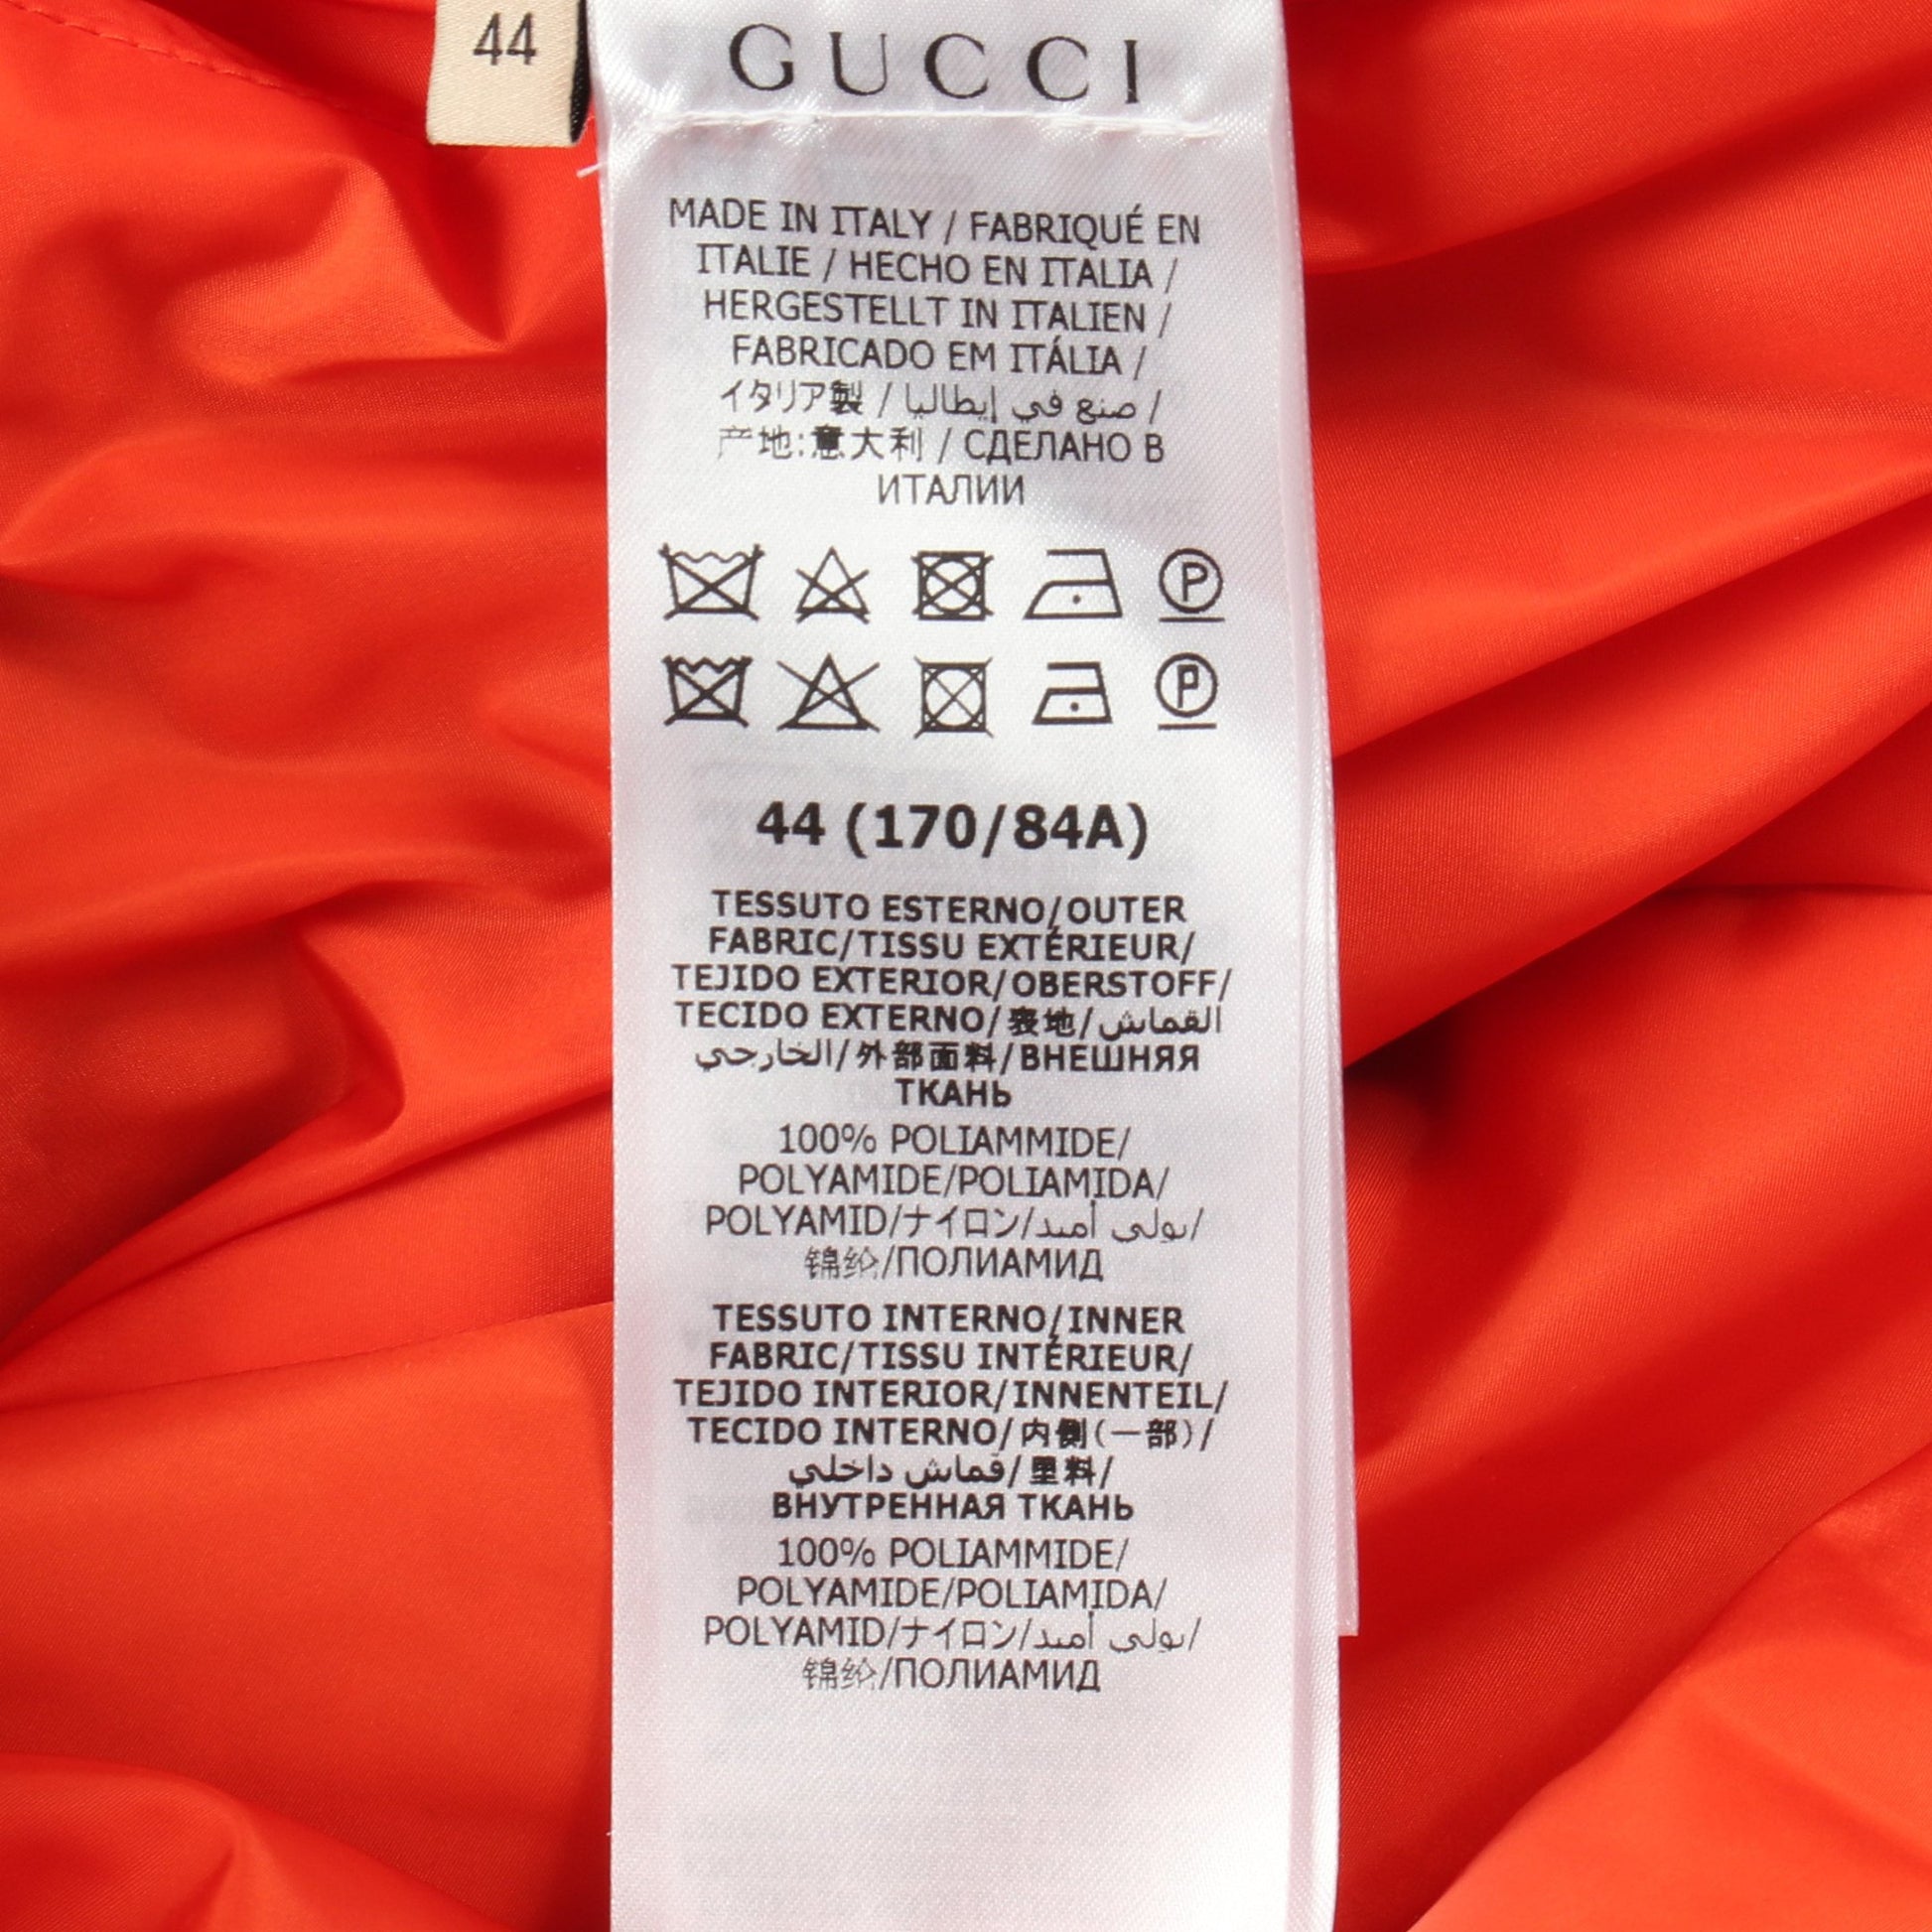 44
GUCCI
MADE IN ITALY / FABRIQUÉ EN
ITALIE / HECHO EN ITALIA /
HERGESTELLT IN ITALIEN /
FABRICADO EM ITÁLIA /
イタリア製 / صنع في إيطاليا /
产地:意大利 / СДЕЛАНО В
ИТАЛИИ
P
P
44 (170/84A)
TESSUTO ESTERNO/OUTER
FABRIC/TISSU EXTÉRIEUR/
TEJIDO EXTERIOR/OBERSTOFF/
TECIDO EXTERNO/表地/القماش
الخارجي/外部面料/ВНЕШНЯЯ
ТКАНЬ
100% POLIAMMIDE/
POLYAMIDE/POLIAMIDA/
POLYAMID/ナイロン/بولي أميد/
锦纶/ПОЛИАМИД
TESSUTO INTERNO/INNER
FABRIC/TISSU INTÉRIEUR/
TEJIDO INTERIOR/INNENTEIL/
TECIDO INTERNO/内側(一部)/
قماش داخلي/里料/
ВНУТРЕННАЯ ТКАНЬ
100% POLIAMMIDE/
POLYAMIDE/POLIAMIDA/
POLYAMID/ナイロン/بولي أميد/
锦纶/ПОЛИАМИД